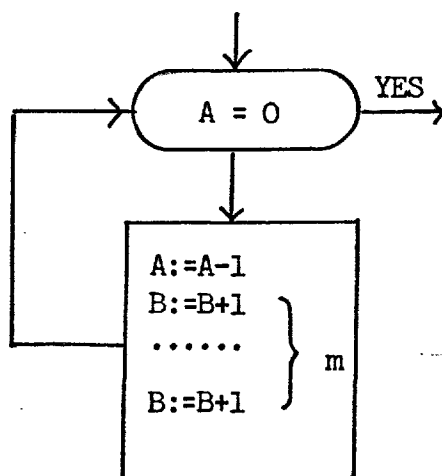 YES
A = 0
A:=A-1
B:=B+1
......
m
B:=B+1